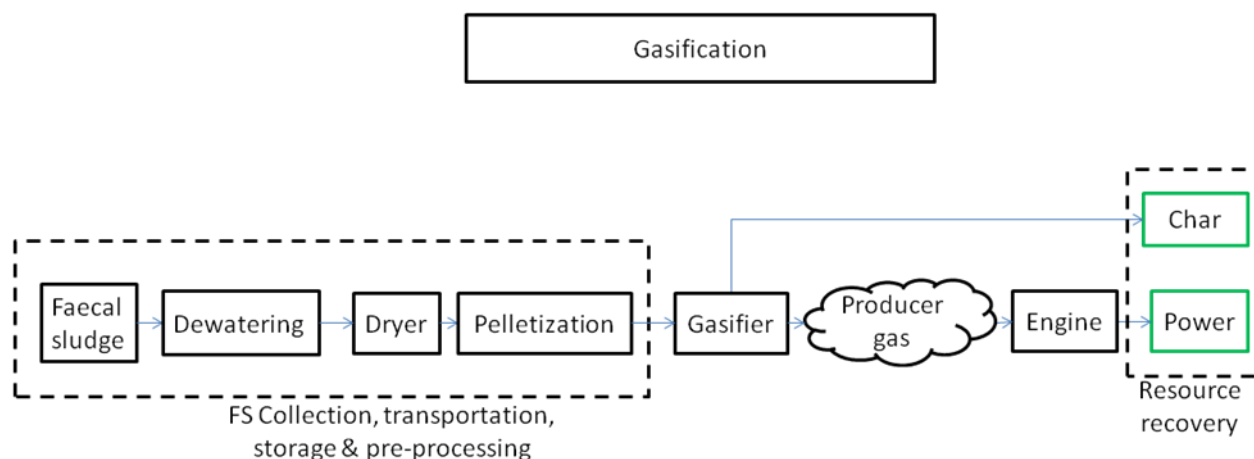 Gasification
Char
Faecal
sludge
Dewatering
Dryer
Pelletization
Gasifier
Producer
gas
Engine
Power
FS Collection, transportation,
storage & pre-processing
Resource
recovery